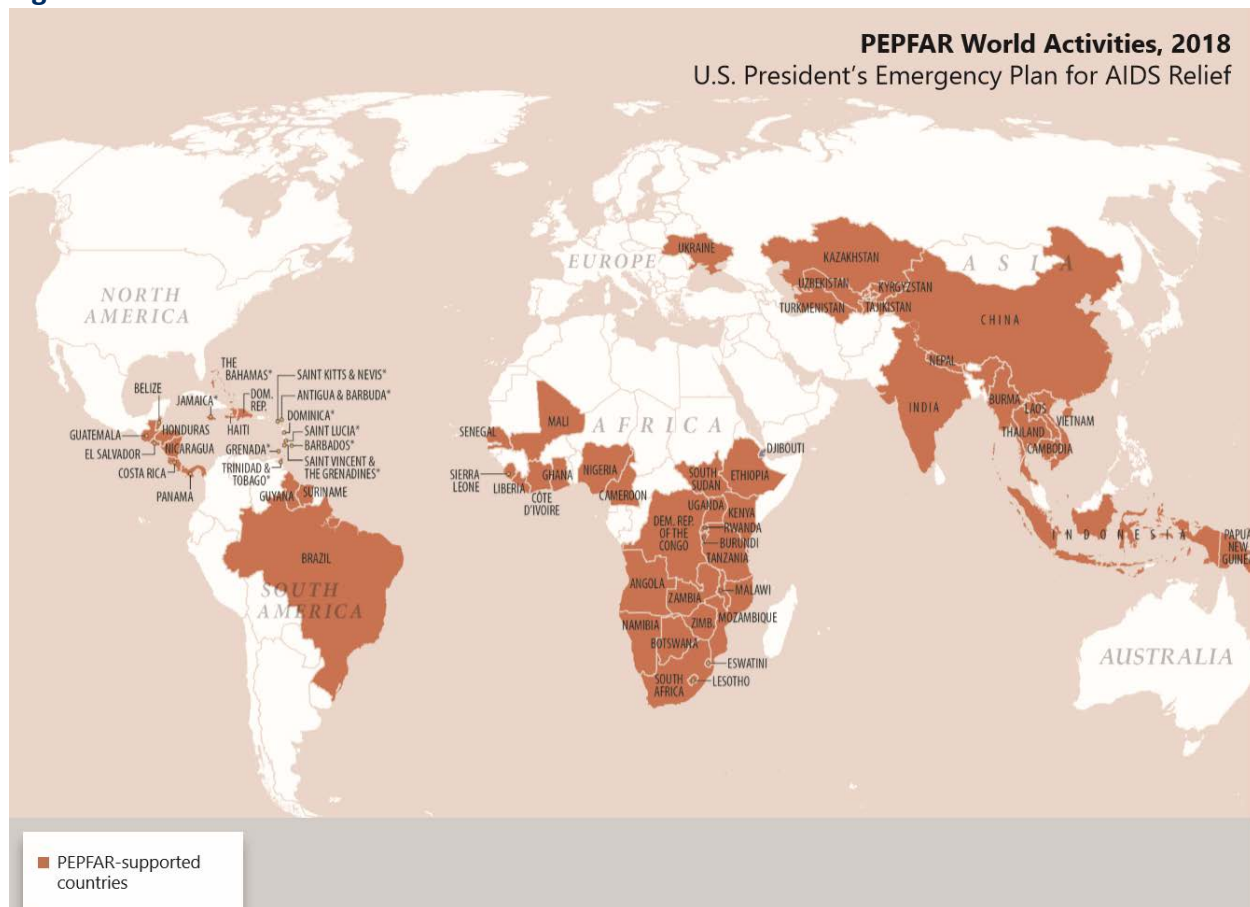 PEPFAR World Activities, 2018
U.S. President's Emergency Plan for AIDS Relief
NORTH
AMERICA
EUROPE
ASIA
AFRICA
SOUTH
AMERICA
AUSTRALIA
UKRAINE
KAZAKHSTAN
UZBEKISTAN
KYRGYZSTAN
TURKMENISTAN
TAJIKISTAN
CHINA
NEPAL
INDIA
BURMA
LAOS
VIETNAM
THAILAND
CAMBODIA
INDONESIA
PAPUA
NEW
GUINEA
THE
BAHAMAS*
SAINT KITTS & NEVIS*
BELIZE
JAMAICA*
DOM.
REP.
ANTIGUA & BARBUDA*
DOMINICA*
GUATEMALA
HONDURAS
HAITI
SAINT LUCIA*
EL SALVADOR
NICARAGUA
GRENADA*
BARBADOS*
COSTA RICA
TRINIDAD &
TOBAGO*
SAINT VINCENT &
THE GRENADINES*
PANAMA
GUYANA
SURINAME
BRAZIL
SENEGAL
MALI
SIERRA
LEONE
LIBERIA
CÔTE
D'IVOIRE
GHANA
NIGERIA
CAMEROON
SOUTH
SUDAN
ETHIOPIA
DJIBOUTI
UGANDA
KENYA
DEM. REP.
OF THE
CONGO
RWANDA
BURUNDI
TANZANIA
ANGOLA
ZAMBIA
MALAWI
MOZAMBIQUE
NAMIBIA
ZIMB.
BOTSWANA
ESWATINI
SOUTH
AFRICA
LESOTHO
PEPFAR-supported
countries